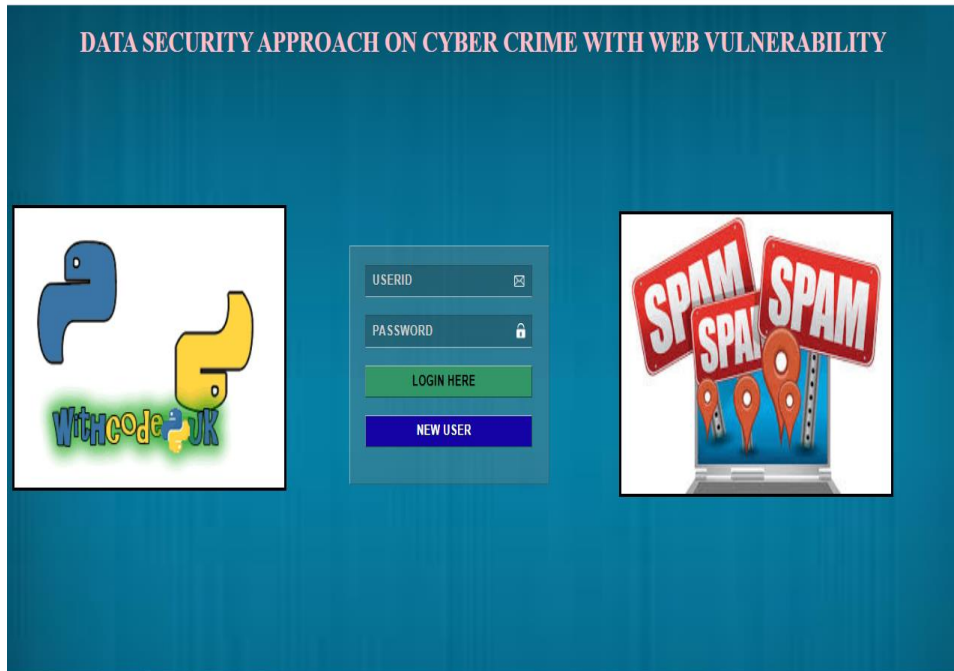 DATA SECURITY APPROACH ON CYBER CRIME WITH WEB VULNERABILITY
WitHCode UK
USERID
PASSWORD
LOGIN HERE
NEW USER
SPAM
SPAM
SPAM